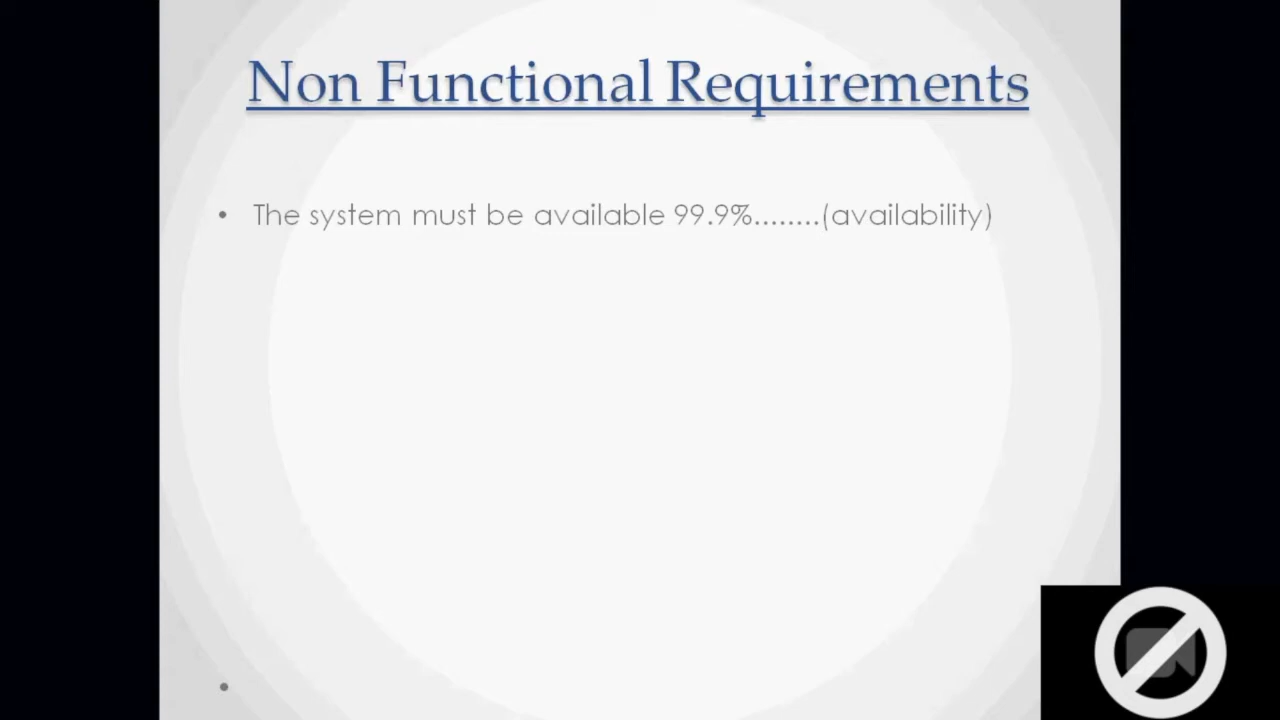 Non Functional Requirements
• The system must be available 99.9%........(availability)
•